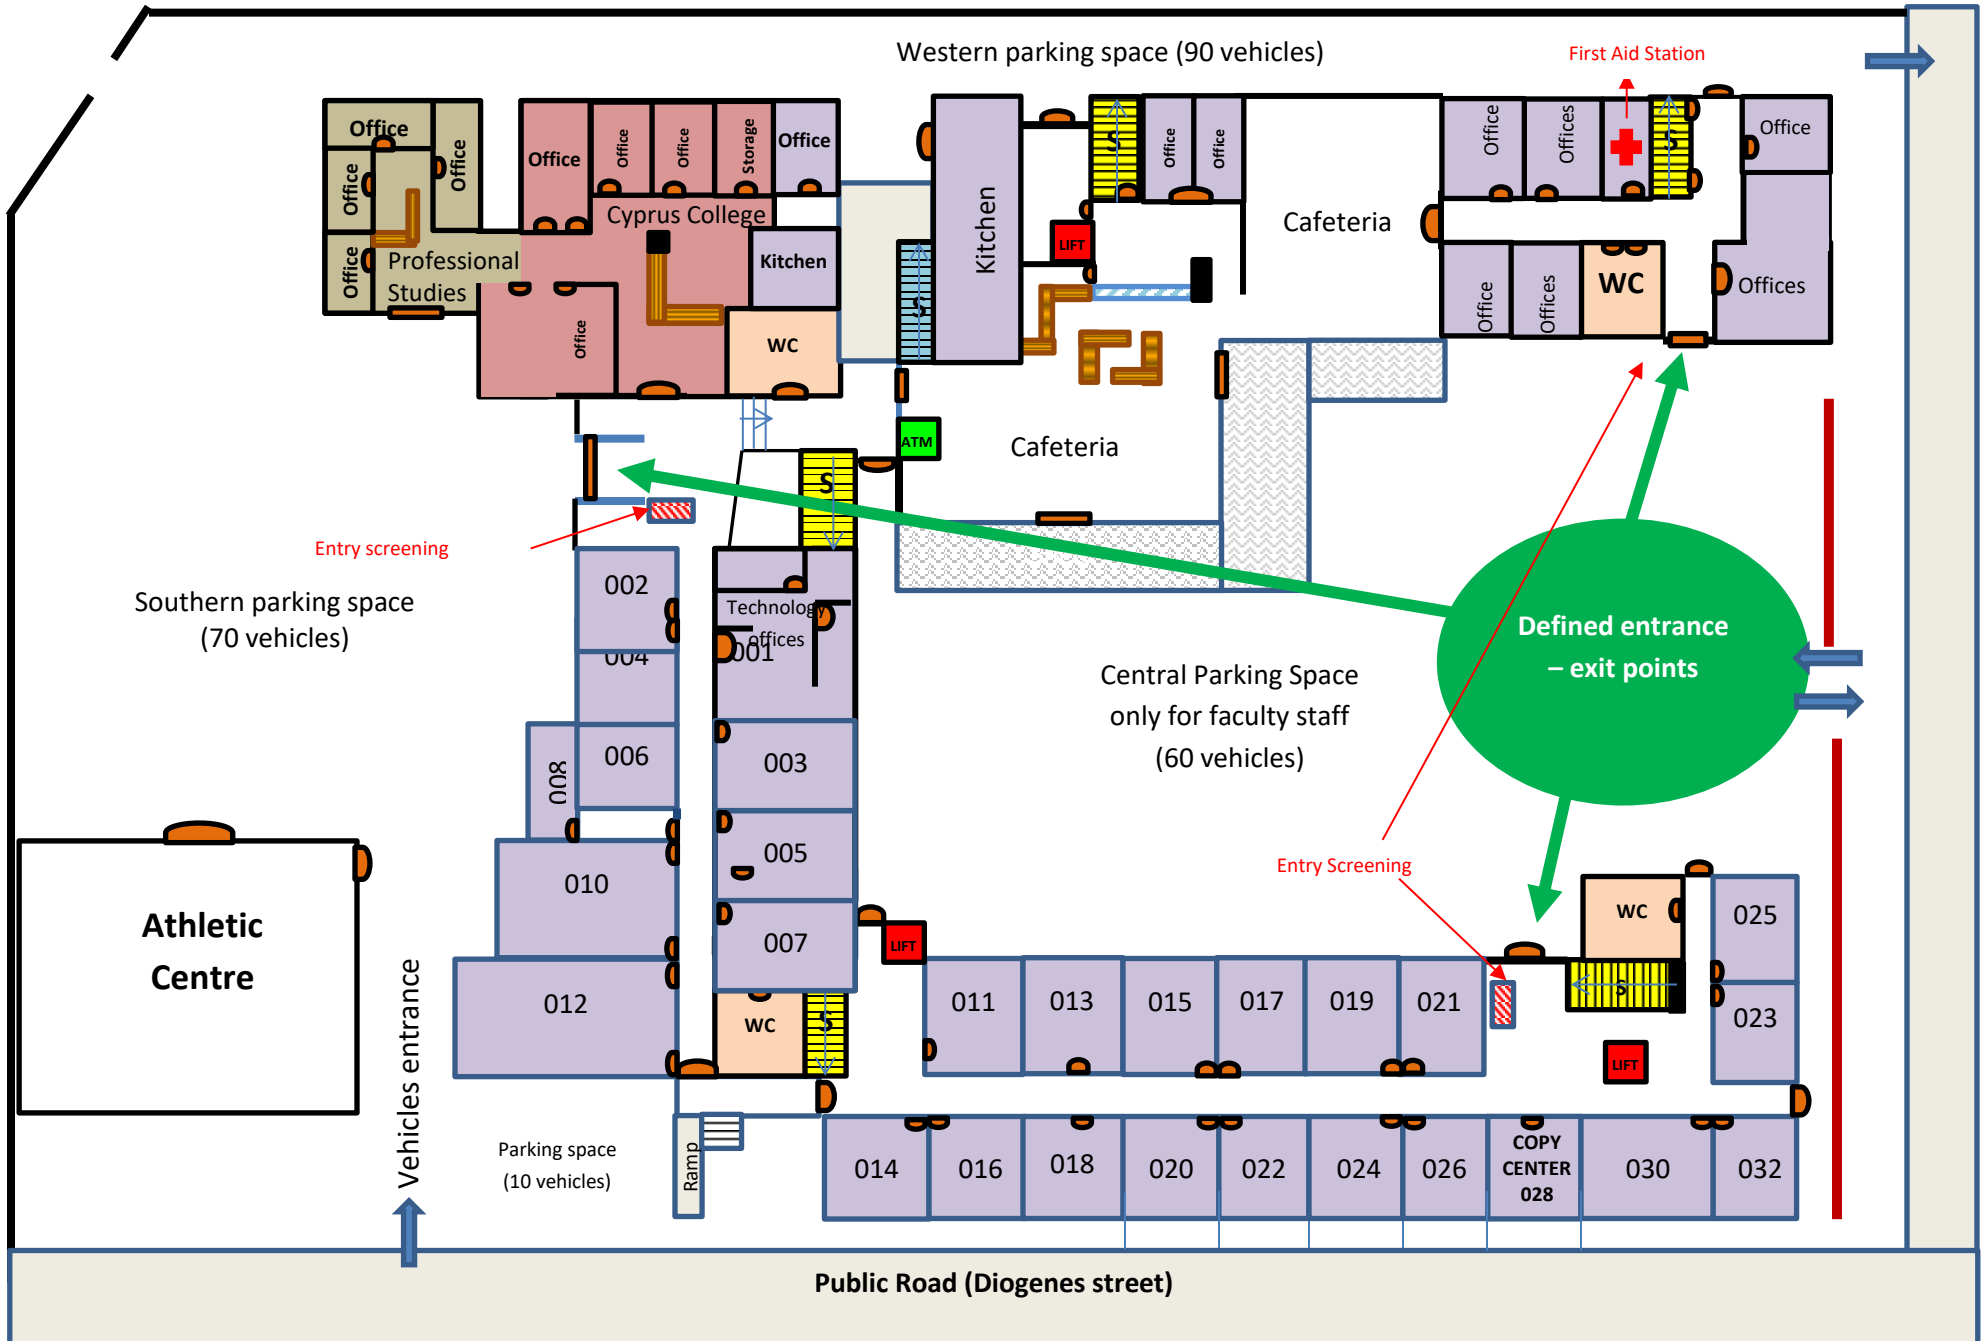 Western parking space (90 vehicles)
First Aid Station
Office
Office
Office
Office
Professional
Studies
Office
Office
Office
Storage
Office
Cyprus College
Kitchen
Office
WC
S
Kitchen
S
Office
Office
LIFT
Cafeteria
Office
Offices
S
Office
Office
Offices
WC
Offices
ATM
Cafeteria
S
Entry screening
Southern parking space
(70 vehicles)
002
004
006
008
010
012
Technology
offices
001
003
005
007
WC
S
LIFT
Central Parking Space
only for faculty staff
(60 vehicles)
Defined entrance
– exit points
Entry Screening
Athletic
Centre
Vehicles entrance
Parking space
(10 vehicles)
Ramp
011
013
015
017
019
021
WC
S
LIFT
025
023
014
016
018
020
022
024
026
COPY
CENTER
028
030
032
Public Road (Diogenes street)